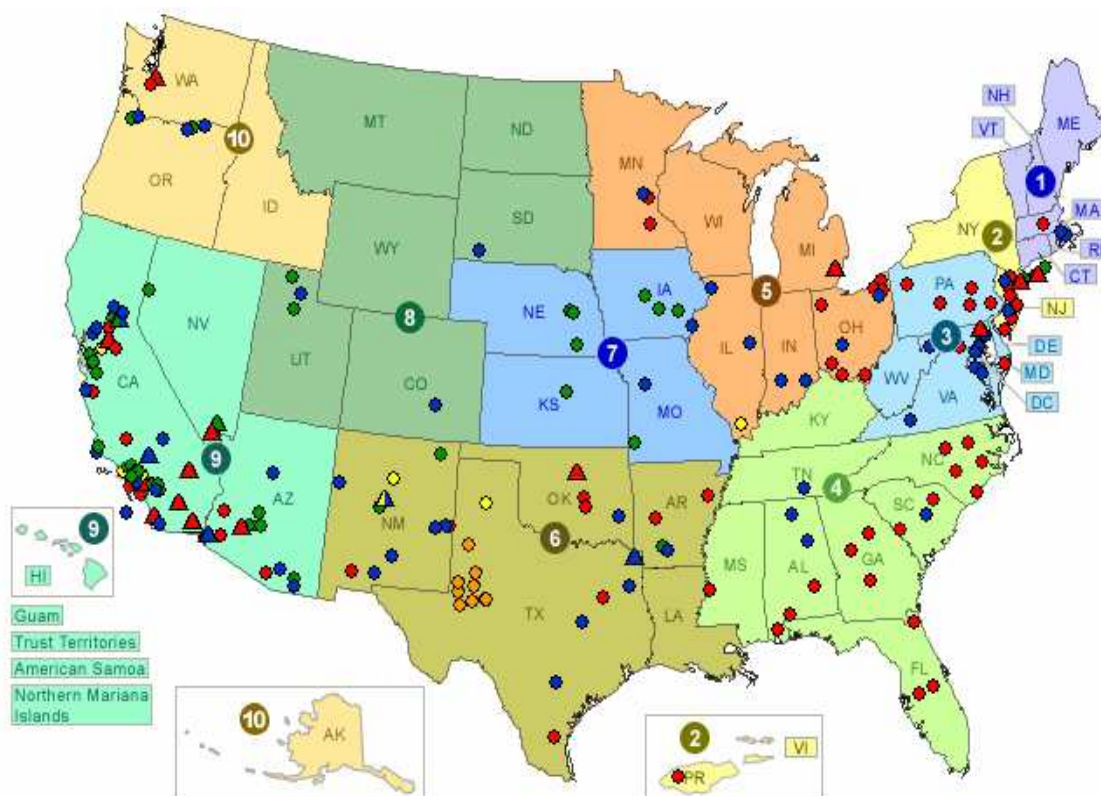 WA
MT
ND
MN
NH
VT
ME
10
1
OR
ID
SD
WI
MI
NY
2
MA
RI
WY
CT
PA
NV
8
5
IA
NE
NJ
OH
3
DE
UT
7
IL
IN
MD
CA
CO
KS
MO
WV
VA
DC
KY
9
AZ
NM
OK
AR
TN
4
NC
SC
6
9
HI
MS
AL
GA
TX
LA
Guam
Trust Territories
American Samoa
Northern Mariana
Islands
FL
10
AK
2
VI
PR